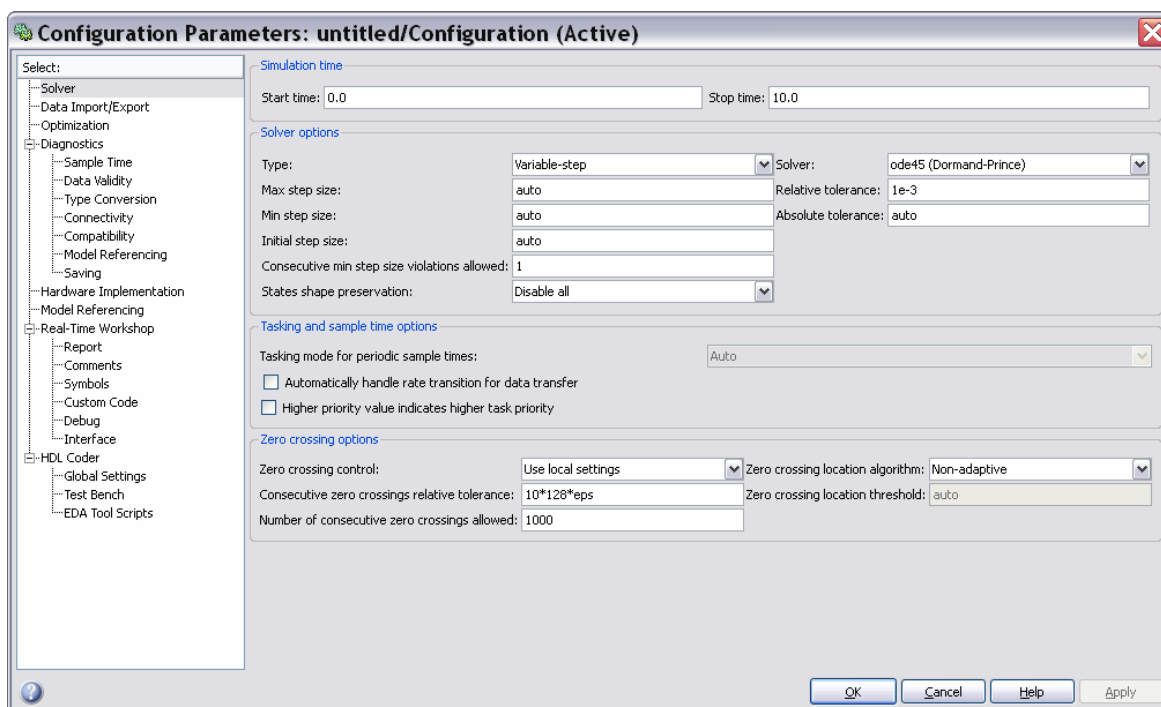 Configuration Parameters: untitled/Configuration (Active)
Select:
Solver
Data Import/Export
Optimization
Diagnostics
Sample Time
Data Validity
Type Conversion
Connectivity
Compatibility
Model Referencing
Saving
Hardware Implementation
Model Referencing
Real-Time Workshop
Report
Comments
Symbols
Custom Code
Debug
Interface
HDL Coder
Global Settings
Test Bench
EDA Tool Scripts
Simulation time
Start time: 0.0 Stop time: 10.0
Solver options
Type: Variable-step Solver: ode45 (Dormand-Prince)
Max step size: auto Relative tolerance: 1e-3
Min step size: auto Absolute tolerance: auto
Initial step size: auto
Consecutive min step size violations allowed: 1
States shape preservation: Disable all
Tasking and sample time options
Tasking mode for periodic sample times: Auto
Automatically handle rate transition for data transfer
Higher priority value indicates higher task priority
Zero crossing options
Zero crossing control: Use local settings Zero crossing location algorithm: Non-adaptive
Consecutive zero crossings relative tolerance: 10*128*eps Zero crossing location threshold: auto
Number of consecutive zero crossings allowed: 1000
OK Cancel Help Apply